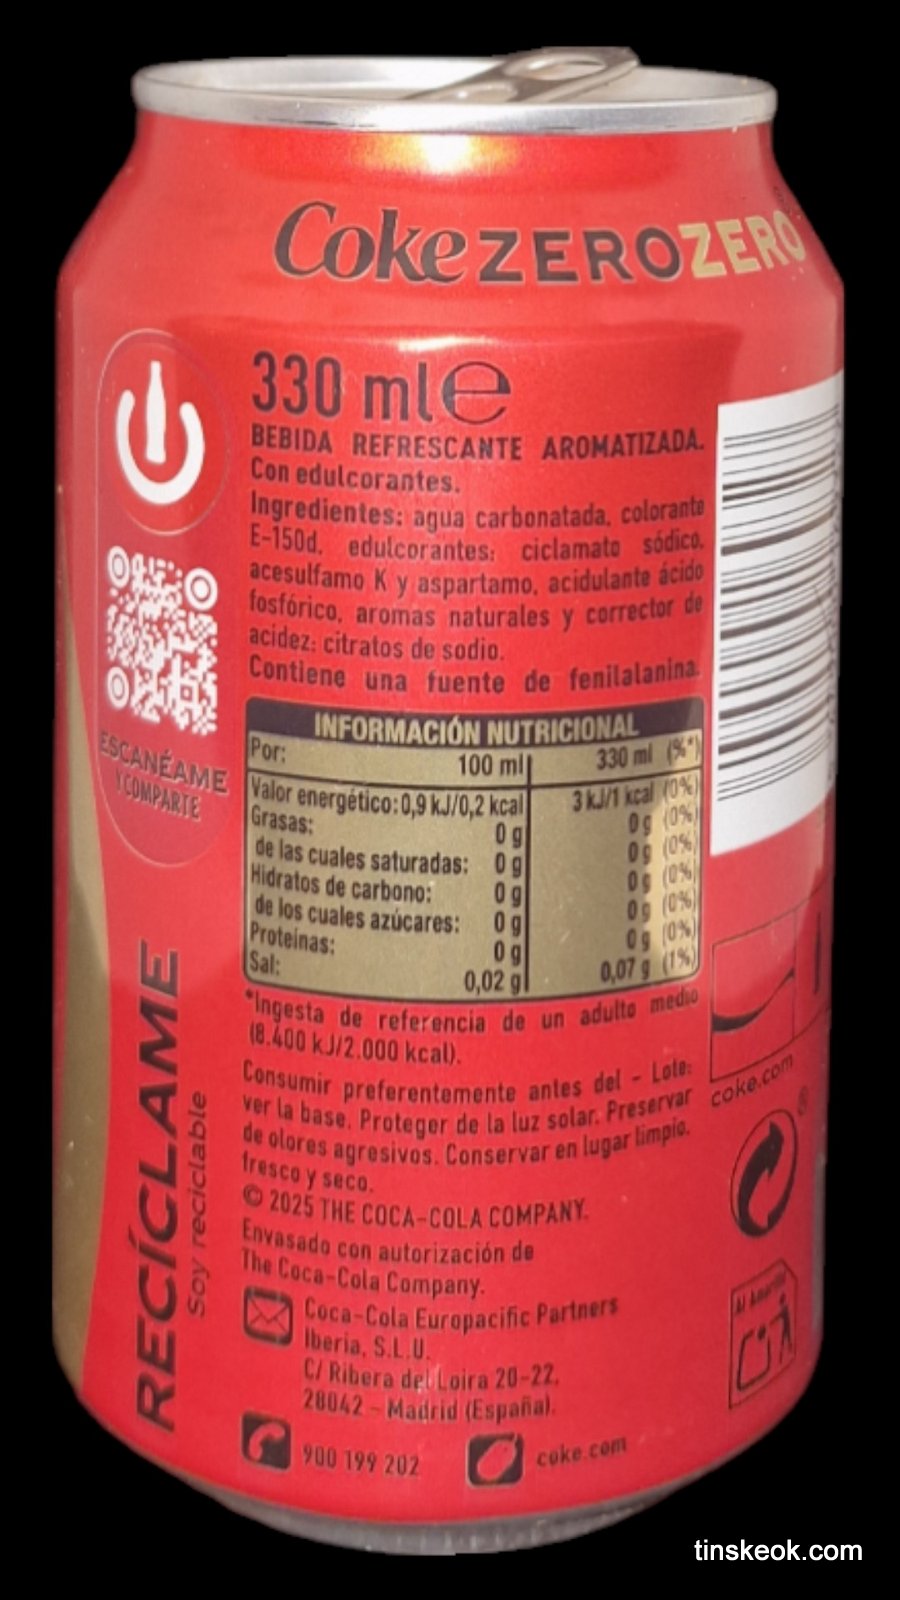 Coke ZEROZERO
330 ml e
BEBIDA REFRESCANTE AROMATIZADA.
Con edulcorantes.
Ingredientes: agua carbonatada, colorante
E-150d, edulcorantes: ciclamato sódico,
acesulfamo K y aspartamo, acidulante ácido
fosfórico, aromas naturales y corrector de
acidez: citratos de sodio.
Contiene una fuente de fenilalanina.
INFORMACIÓN NUTRICIONAL
Por: 100 ml 330 ml (%*)
Valor energético: 0,9 kJ/0,2 kcal 3 kJ/1 kcal (0%)
Grasas: 0 g 0 g (0%)
de las cuales saturadas: 0 g 0 g (0%)
Hidratos de carbono: 0 g 0 g (0%)
de los cuales azúcares: 0 g 0 g (0%)
Proteínas: 0 g 0 g (0%)
Sal: 0,02 g 0,07 g (1%)
*Ingesta de referencia de un adulto medio
(8.400 kJ/2.000 kcal).
Consumir preferentemente antes del - Lote:
ver la base. Proteger de la luz solar. Preservar
de olores agresivos. Conservar en lugar limpio,
fresco y seco.
© 2025 THE COCA-COLA COMPANY.
Envasado con autorización de
The Coca-Cola Company.
Coca-Cola Europacific Partners
Iberia, S.L.U.
C/ Ribera del Loira 20-22,
28042 - Madrid (España).
900 199 202 coke.com
ESCANÉAME
Y COMPARTE
RECÍCLAME
Soy reciclable
coke.com
®
Al Amarillo
tinskeok.com